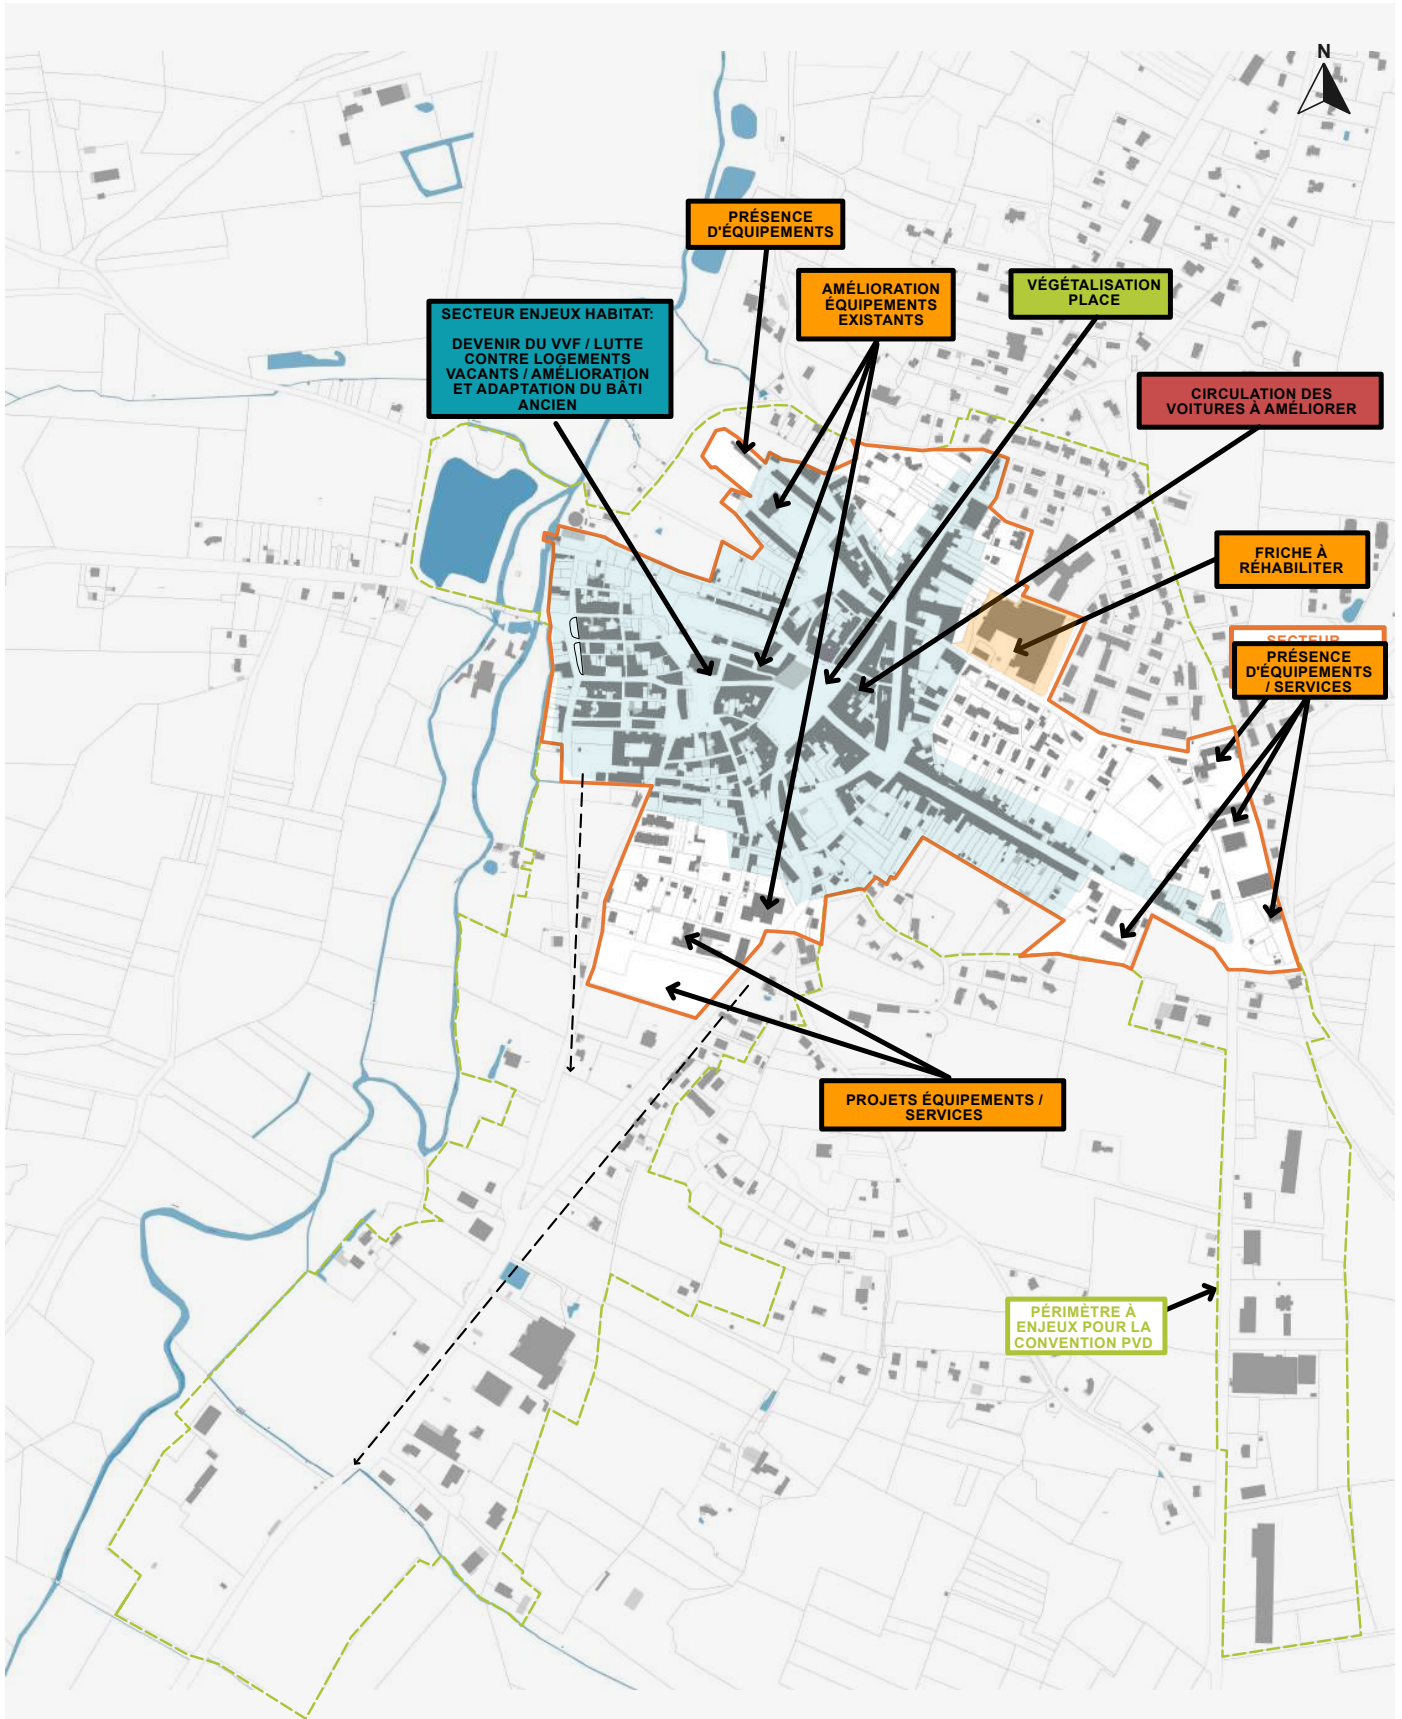 N
PRÉSENCE
D'ÉQUIPEMENTS
AMÉLIORATION
ÉQUIPEMENTS
EXISTANTS
VÉGÉTALISATION
PLACE
SECTEUR ENJEUX HABITAT:
DEVENIR DU VVF / LUTTE
CONTRE LOGEMENTS
VACANTS / AMÉLIORATION
ET ADAPTATION DU BÂTI
ANCIEN
CIRCULATION DES
VOITURES À AMÉLIORER
FRICHE À
RÉHABILITER
SECTEUR
PRÉSENCE
D'ÉQUIPEMENTS
/ SERVICES
PROJETS ÉQUIPEMENTS /
SERVICES
PÉRIMÈTRE À
ENJEUX POUR LA
CONVENTION PVD